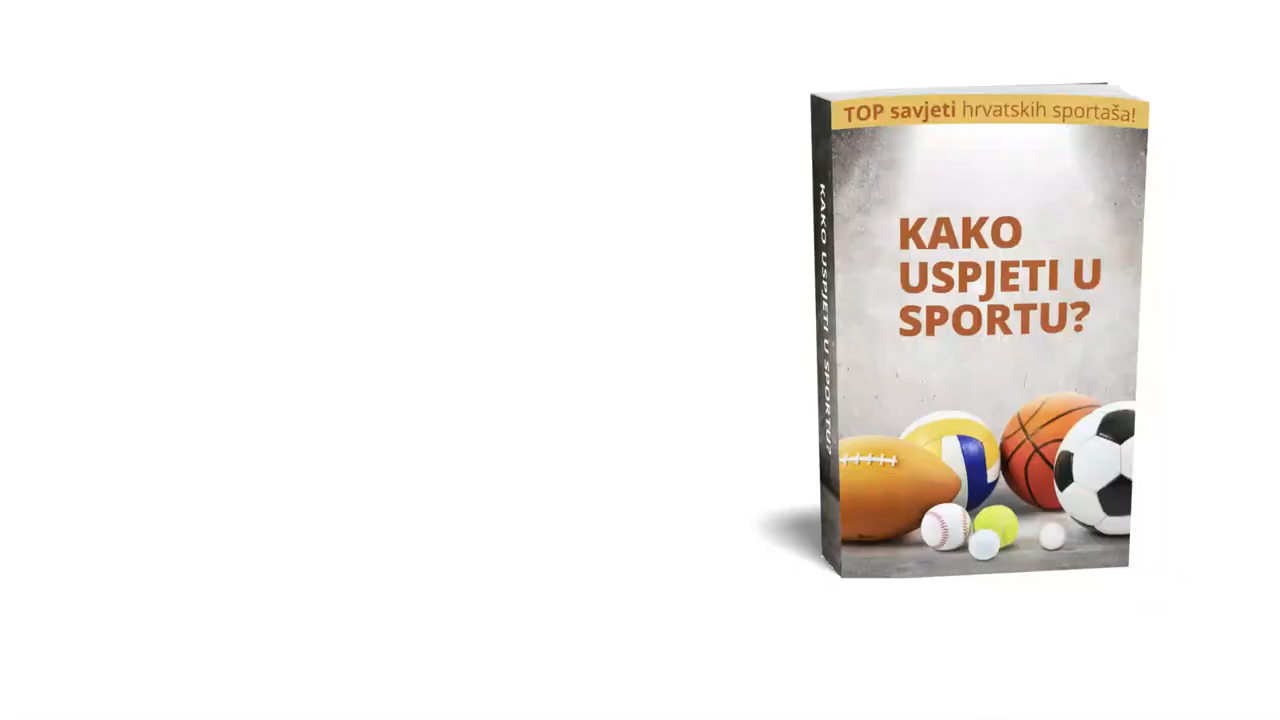 TOP savjeti hrvatskih sportaša!
KAKO
USPJETI U
SPORTU?
KAKO USPJETI U SPORTU?